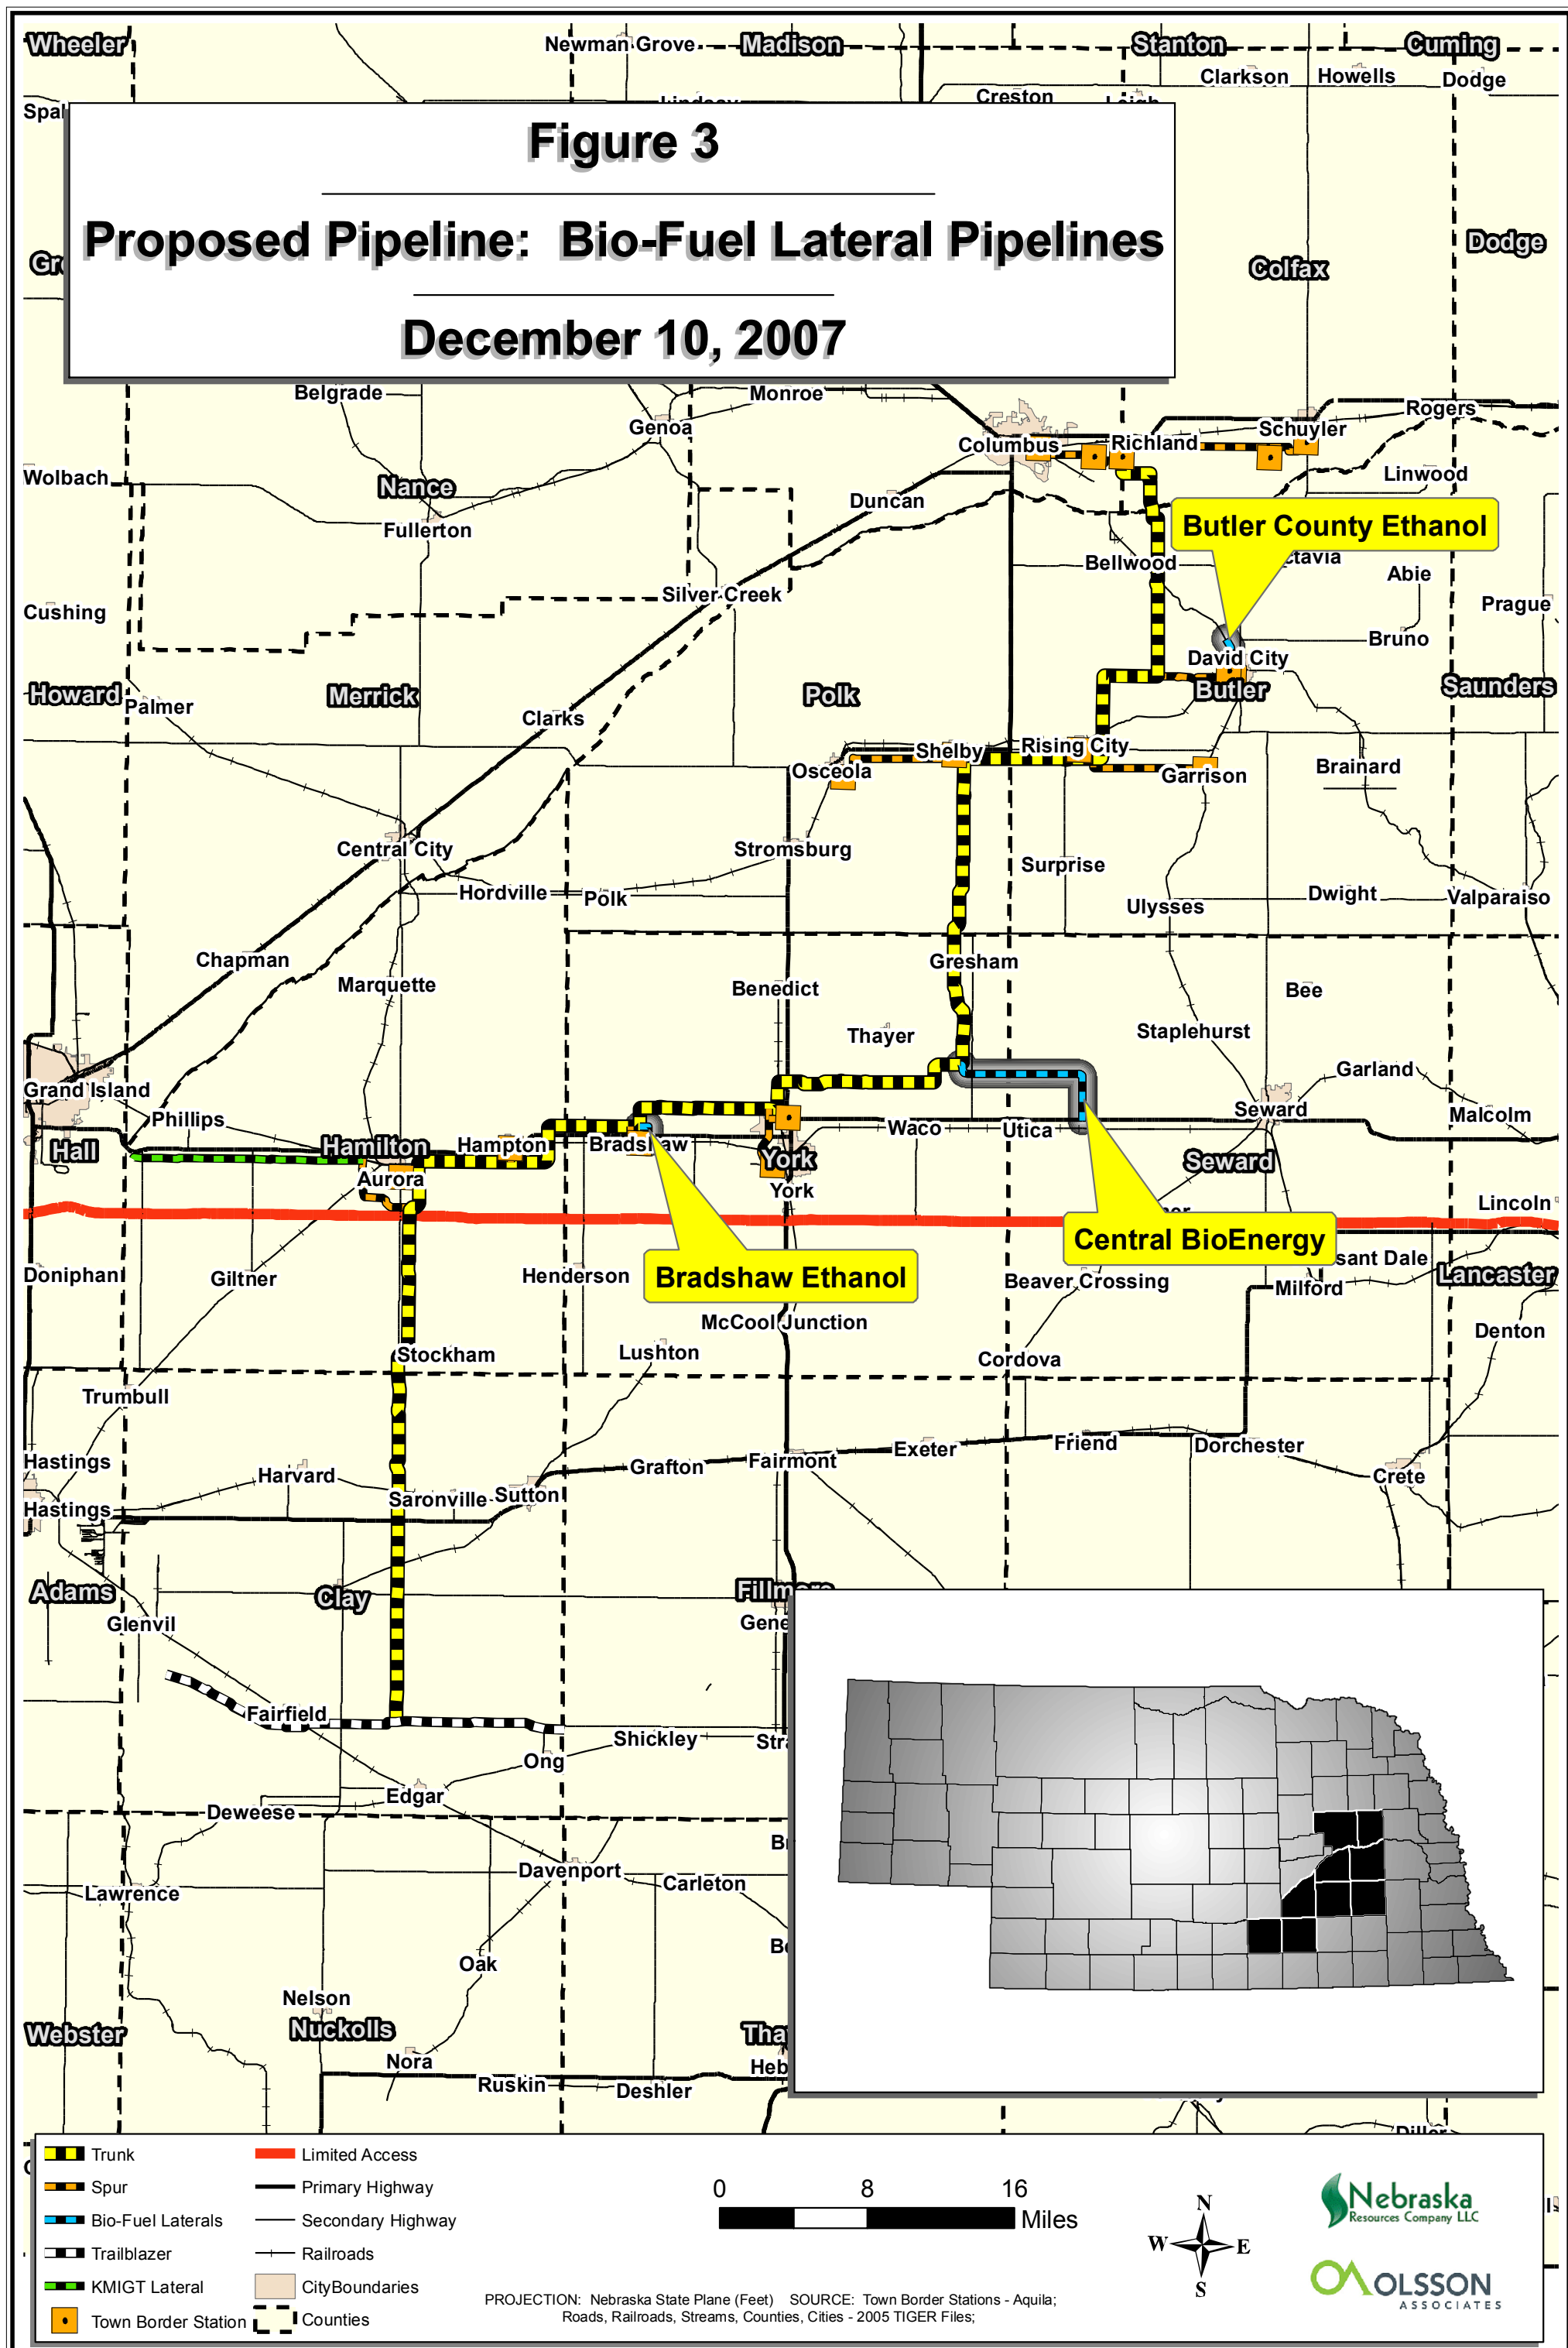 Wheeler
Newman Grove
Madison
Stanton
Cuming
Clarkson
Howells
Dodge
Creston
Figure 3
Proposed Pipeline: Bio-Fuel Lateral Pipelines
December 10, 2007
Dodge
Colfax
Belgrade
Monroe
Rogers
Genoa
Schuyler
Columbus
Richland
Wolbach
Nance
Linwood
Duncan
Fullerton
Butler County Ethanol
Bellwood
Abie
Silver Creek
Cushing
Prague
Bruno
David City
Howard
Palmer
Merrick
Polk
Butler
Saunders
Clarks
Shelby
Rising City
Osceola
Garrison
Brainard
Central City
Stromsburg
Surprise
Hordville
Polk
Ulysses
Dwight
Valparaiso
Chapman
Gresham
Marquette
Benedict
Bee
Thayer
Staplehurst
Grand Island
Garland
Phillips
Seward
Malcolm
Hall
Hamilton
Hampton
Bradshaw
Waco
Utica
York
Seward
Aurora
York
Lincoln
Central BioEnergy
Doniphan
Giltner
Henderson
Bradshaw Ethanol
Beaver Crossing
sant Dale
Milford
Lancaster
McCool Junction
Denton
Stockham
Lushton
Cordova
Trumbull
Hastings
Harvard
Grafton
Fairmont
Exeter
Friend
Dorchester
Crete
Hastings
Saronville
Sutton
Adams
Clay
Fillmore
Glenvil
Gene
Fairfield
Shickley
Stra
Ong
Edgar
Deweese
Davenport
Carleton
Lawrence
Oak
Nelson
Webster
Nuckolls
Tha
Nora
Heb
Ruskin
Deshler
Trunk
Spur
Bio-Fuel Laterals
Trailblazer
KMIGT Lateral
Town Border Station
Limited Access
Primary Highway
Secondary Highway
Railroads
CityBoundaries
Counties
0 8 16
Miles
N
W E
S
PROJECTION: Nebraska State Plane (Feet) SOURCE: Town Border Stations - Aquila;
Roads, Railroads, Streams, Counties, Cities - 2005 TIGER Files;
Nebraska
Resources Company LLC
OLSSON
ASSOCIATES